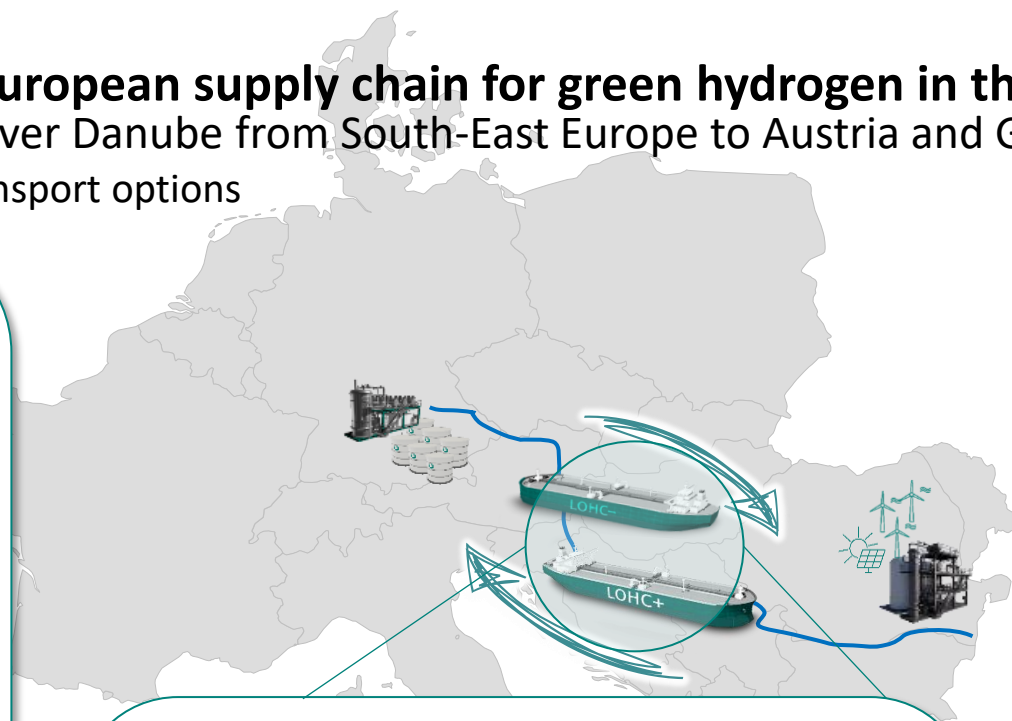 uropean supply chain for green hydrogen in th
ver Danube from South-East Europe to Austria and G
nsport options
LOHC–
LOHC+